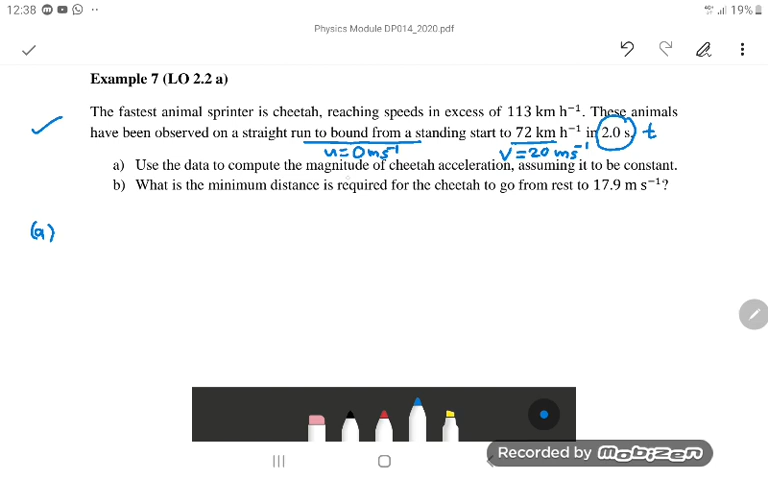 12:38
4G 19%
Physics Module DP014_2020.pdf
Example 7 (LO 2.2 a)
The fastest animal sprinter is cheetah, reaching speeds in excess of 113 km h⁻¹. These animals
have been observed on a straight run to bound from a standing start to 72 km h⁻¹ in 2.0 s. t
u=0ms⁻¹ v=20 ms⁻¹
a) Use the data to compute the magnitude of cheetah acceleration, assuming it to be constant.
b) What is the minimum distance is required for the cheetah to go from rest to 17.9 m s⁻¹?
(a)
Recorded by mobizen